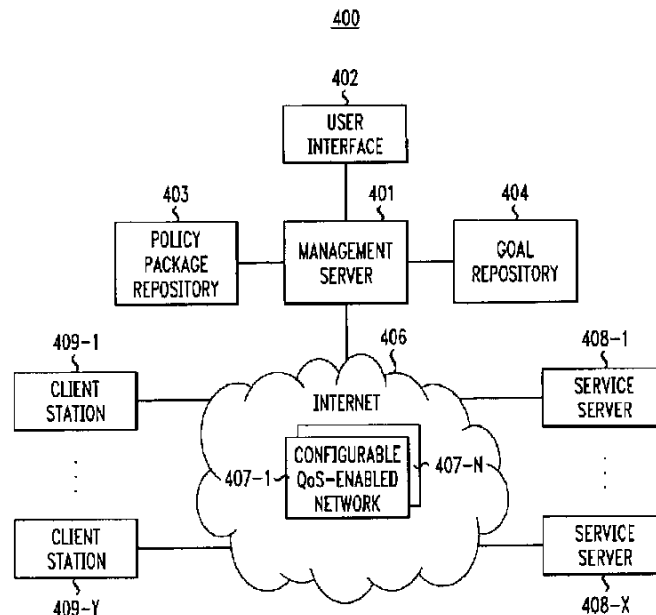 400
402
USER
INTERFACE
403
401
404
POLICY
PACKAGE
REPOSITORY
MANAGEMENT
SERVER
GOAL
REPOSITORY
409-1
406
408-1
CLIENT
STATION
INTERNET
SERVICE
SERVER
CONFIGURABLE
QoS-ENABLED
NETWORK
407-1
407-N
CLIENT
STATION
SERVICE
SERVER
409-Y
408-X